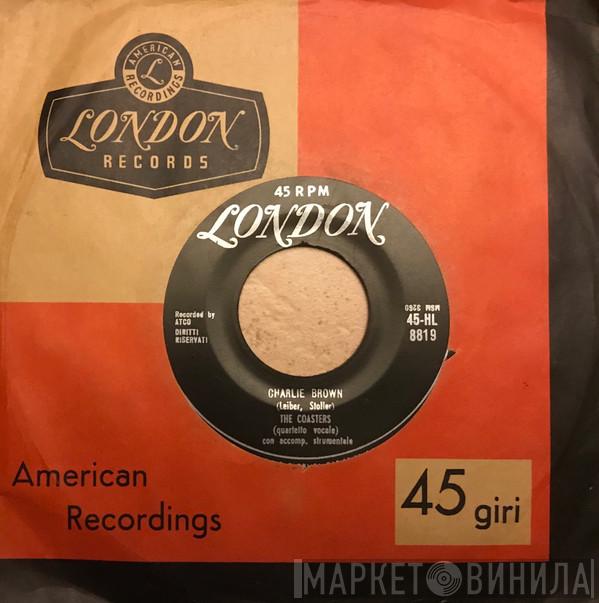 AMERICAN
L
RECORDINGS
LONDON
RECORDS
45 RPM
LONDON
Recorded by
ATCO
DIRITTI
RISERVATI
45-HL
8819
CHARLIE BROWN
(Leiber, Stoller)
THE COASTERS
(quartetto vocale)
con accomp. strumentale
American
Recordings
45 giri
МАРКЕТ ВИНИЛА